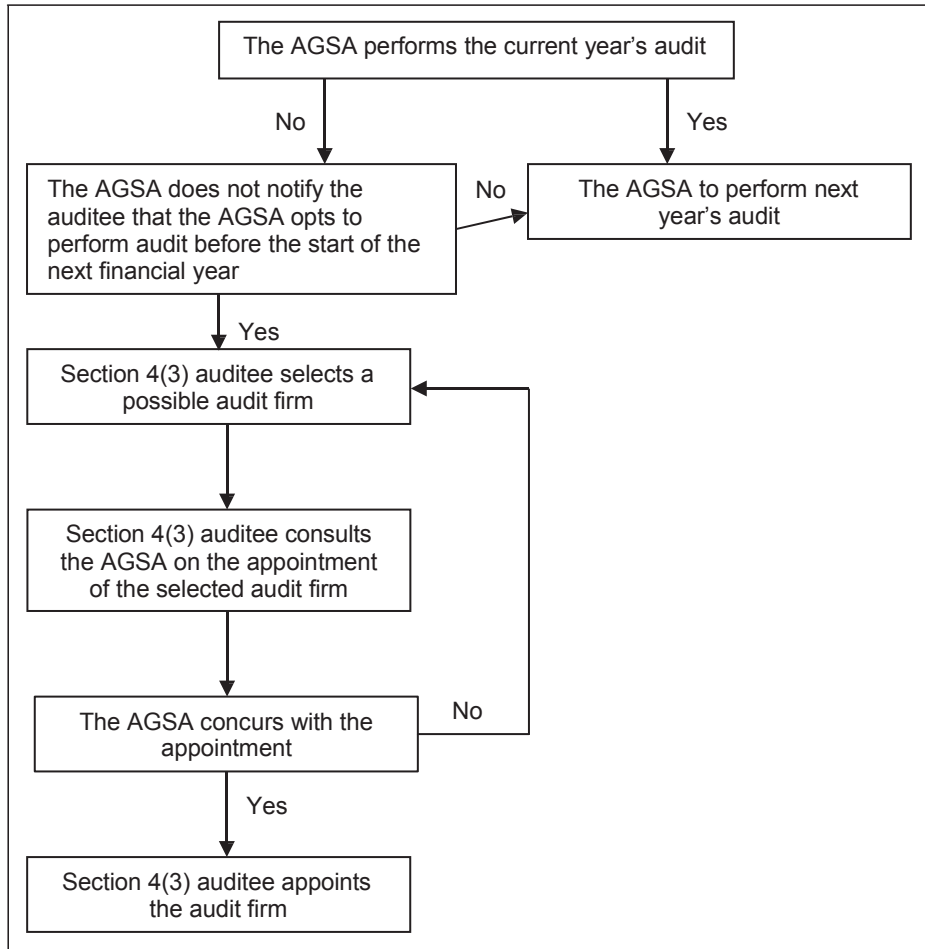 The AGSA performs the current year's audit
No
Yes
The AGSA does not notify the
auditee that the AGSA opts to
perform audit before the start of the
next financial year
No
The AGSA to perform next
year's audit
Yes
Section 4(3) auditee selects a
possible audit firm
Section 4(3) auditee consults
the AGSA on the appointment
of the selected audit firm
The AGSA concurs with the
appointment
No
Yes
Section 4(3) auditee appoints
the audit firm